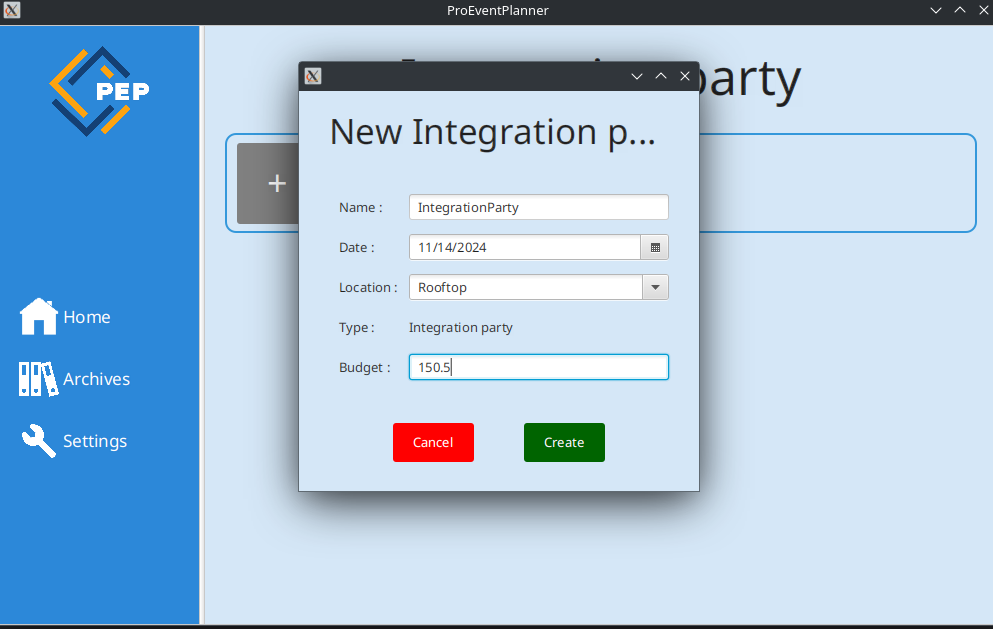 ProEventPlanner
PEP
party
+
Home
Archives
Settings
New Integration p...
Name :
IntegrationParty
Date :
11/14/2024
Location :
Rooftop
Type :
Integration party
Budget :
150.5
Cancel
Create